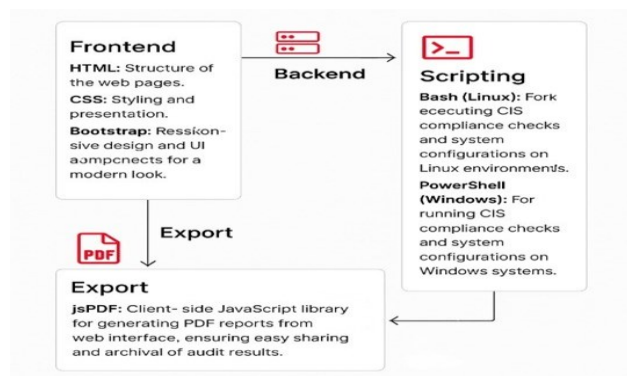 Frontend
HTML: Structure of
the web pages.
CSS: Styling and
presentation.
Bootstrap: Ressikon-
sive design and UI
aɔmpcnects for a
modern look.
Backend
Scripting
Bash (Linux): Fork
ececuting CIS
compliance checks
and system
configurations on
Linux environments.
PowerShell
(Windows): For
running CIS
compliance checks
and system
configurations on
Windows systems.
Export
PDF
Export
jsPDF: Client- side JavaScript library
for generating PDF reports from
web interface, ensuring easy sharing
and archival of audit results.